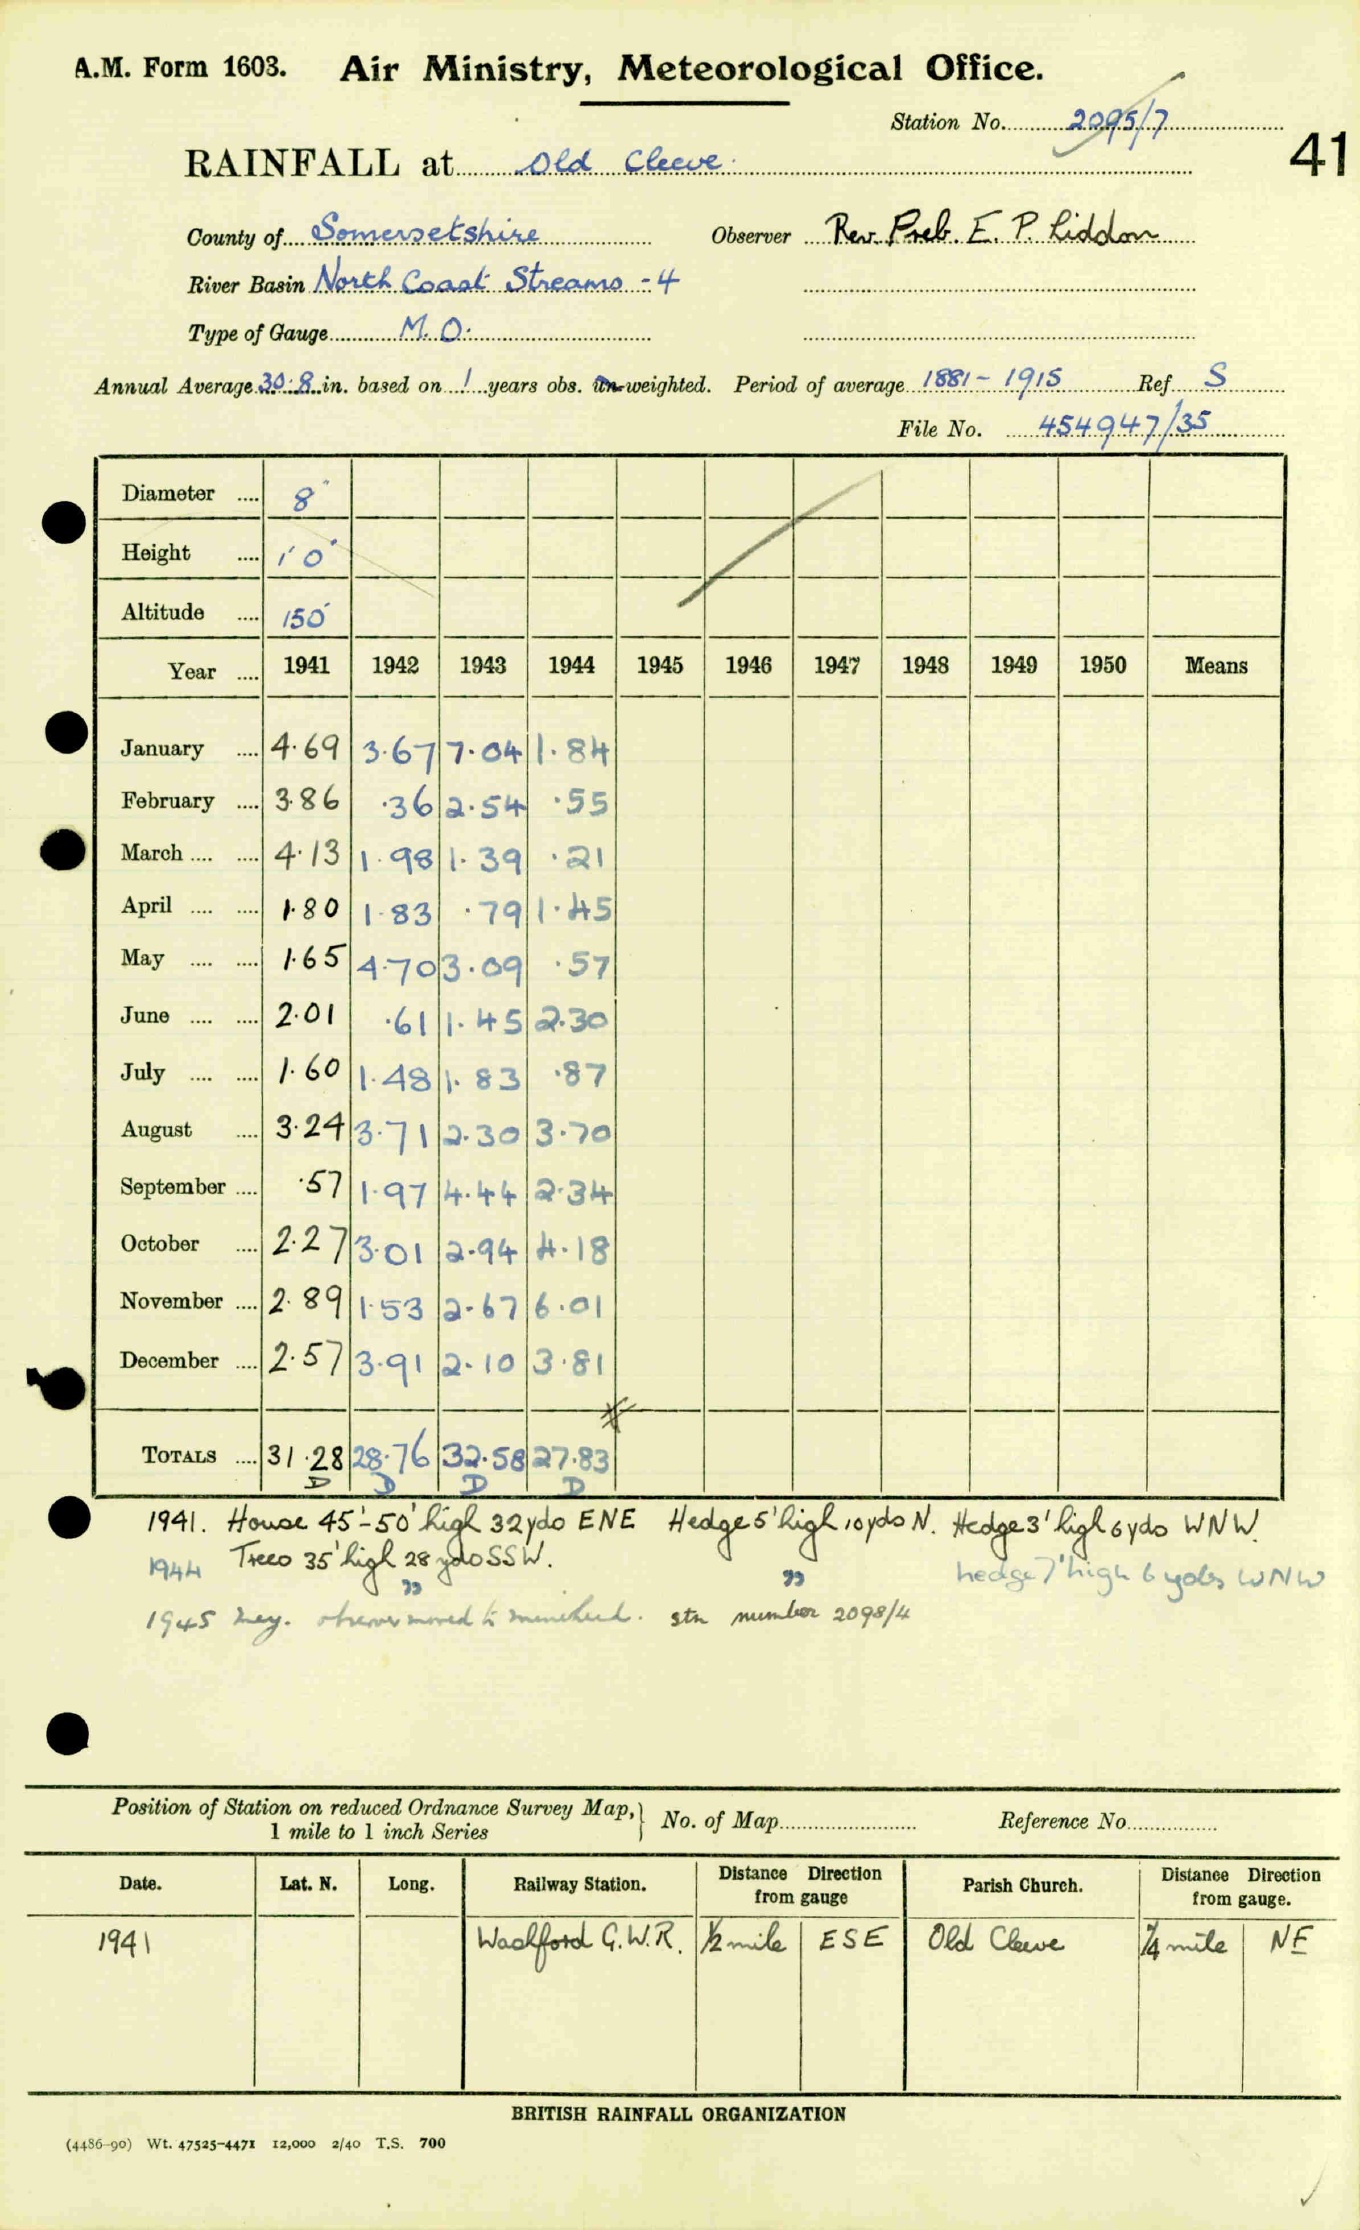 A.M. Form 1603. Air Ministry, Meteorological Office.
Station No. 2095/7
41
RAINFALL at Old Cleeve.
County of Somersetshire Observer Rev. Preb. E. P. Liddon
River Basin North Coast Streams - 4
Type of Gauge M.O.
Annual Average 30.8 in. based on 1 years obs. un-weighted. Period of average 1881 - 1915 Ref S
File No. 454947/35
Diameter .... 8"
Height .... 1' 0"
Altitude .... 150'
Year .... 1941 1942 1943 1944 1945 1946 1947 1948 1949 1950 Means
January .... 4.69 3.67 7.04 1.84
February .... 3.86 .36 2.54 .55
March .... .... 4.13 1.98 1.39 .21
April .... .... 1.80 1.83 .79 1.45
May .... .... 1.65 4.70 3.09 .57
June .... .... 2.01 .61 1.45 2.30
July .... .... 1.60 1.48 1.83 .87
August .... 3.24 3.71 2.30 3.70
September .... .57 1.97 4.44 2.34
October .... 2.27 3.01 2.94 4.18
November .... 2.89 1.53 2.67 6.01
December .... 2.57 3.91 2.10 3.81
TOTALS .... 31.28 28.76 32.58 27.83
D D D D
1941. House 45'-50' high 32 yds ENE Hedge 5' high 10 yds N. Hedge 3' high 6 yds WNW.
Trees 35' high 28 yds SSW.
1944 " " hedge 7' high 6 yds WNW
1945 May. observer moved to Minehead. stn number 2098/4
Position of Station on reduced Ordnance Survey Map, 1 mile to 1 inch Series } No. of Map Reference No.
Date. Lat. N. Long. Railway Station. Distance Direction from gauge Parish Church. Distance Direction from gauge.
1941 Washford G.W.R. 1/2 mile ESE Old Cleeve 1/4 mile NE
BRITISH RAINFALL ORGANIZATION
(4486-90) Wt. 47525-4471 12,000 2/40 T.S. 700